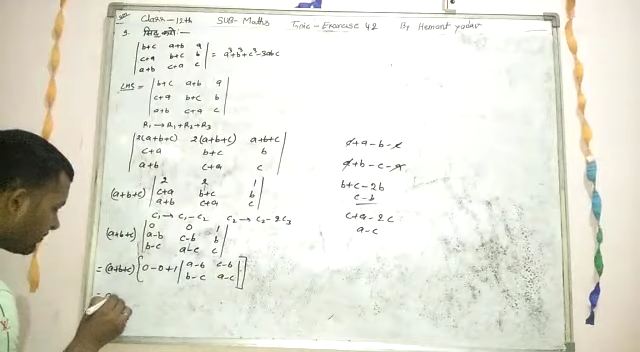 Class-12th SUB- Maths Topic - Exercise 4.2 By Hemant yadav
| b+c a+b a |
| c+a b+c b | = a³+b³+c³-3abc
| a+b c+a c |
LHS = | b+c a+b a |
| c+a b+c b |
| a+b c+a c |
R₁ → R₁+R₂+R₃
| 2(a+b+c) 2(a+b+c) a+b+c |
| c+a b+c b |
| a+b c+a c |
(a+b+c) | 2 2 1 |
| c+a b+c b |
| a+b c+a c |
C₁ → C₁-C₂ C₂ → C₂-2C₃
(a+b+c) | 0 0 1 |
| a-b c-b b |
| b-c a-c c |
= (a+b+c) { 0-0+1 | a-b c-b |
| b-c a-c | ]
=
c+a-b-c
a+b-c-a
b+c-2b
c-b
c+a-2c
a-c